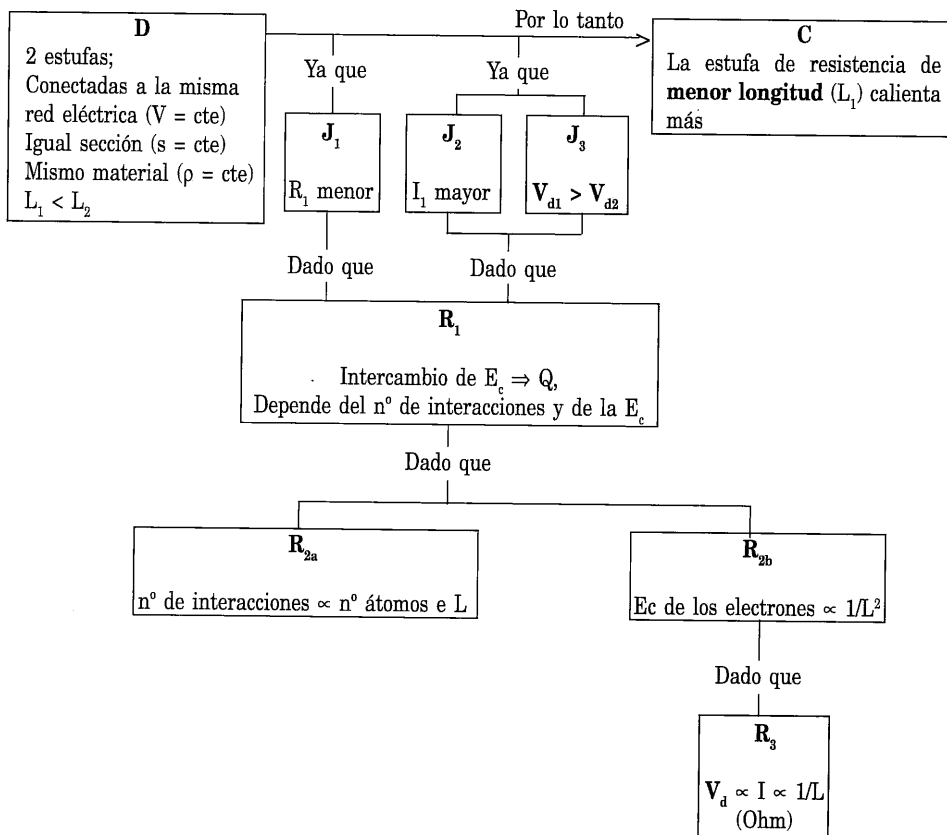 D
2 estufas;
Conectadas a la misma
red eléctrica (V = cte)
Igual sección (s = cte)
Mismo material (ρ = cte)
L₁ < L₂
Por lo tanto
C
La estufa de resistencia de
menor longitud (L₁) calienta
más
Ya que
Ya que
J₁
R₁ menor
J₂
I₁ mayor
J₃
V_d1 > V_d2
Dado que
Dado que
R₁
Intercambio de E_c ⇒ Q,
Depende del nº de interacciones y de la E_c
Dado que
R₂ₐ
nº de interacciones ∝ nº átomos e L
R_2b
Ec de los electrones ∝ 1/L²
Dado que
R₃
V_d ∝ I ∝ 1/L
(Ohm)